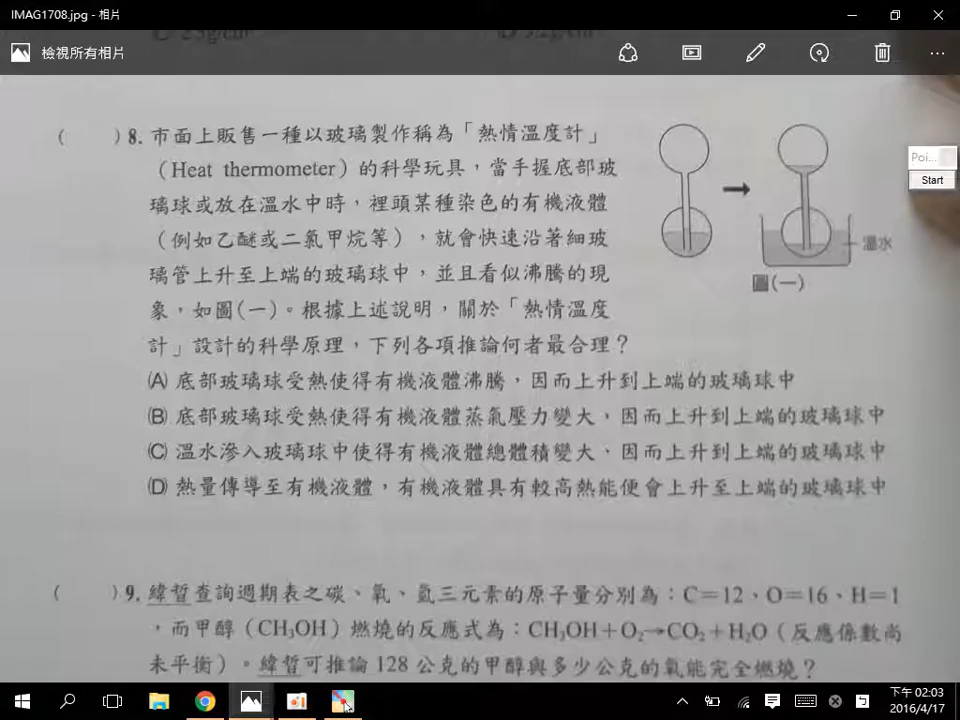 IMAG1708.jpg - 相片
檢視所有相片
( ) 8. 市面上販售一種以玻璃製作稱為「熱情溫度計」
(Heat thermometer) 的科學玩具，當手握底部玻
璃球或放在溫水中時，裡頭某種染色的有機液體
(例如乙醚或二氯甲烷等)，就會快速沿著細玻
璃管上升至上端的玻璃球中，並且看似沸騰的現
象，如圖(一)。根據上述說明，關於「熱情溫度
計」設計的科學原理，下列各項推論何者最合理？
溫水
圖(一)
(A) 底部玻璃球受熱使得有機液體沸騰，因而上升到上端的玻璃球中
(B) 底部玻璃球受熱使得有機液體蒸氣壓力變大，因而上升到上端的玻璃球中
(C) 溫水滲入玻璃球中使得有機液體總體積變大，因而上升到上端的玻璃球中
(D) 熱量傳導至有機液體，有機液體具有較高熱能便會上升至上端的玻璃球中
( ) 9. 緯晢查詢週期表之碳、氧、氫三元素的原子量分別為：C＝12、O＝16、H＝1
，而甲醇（CH₃OH）燃燒的反應式為：CH₃OH＋O₂→CO₂＋H₂O（反應係數尚
未平衡）。緯晢可推論 128 公克的甲醇與多少公克的氧能完全燃燒？
Poi...
Start
下午 02:03
2016/4/17